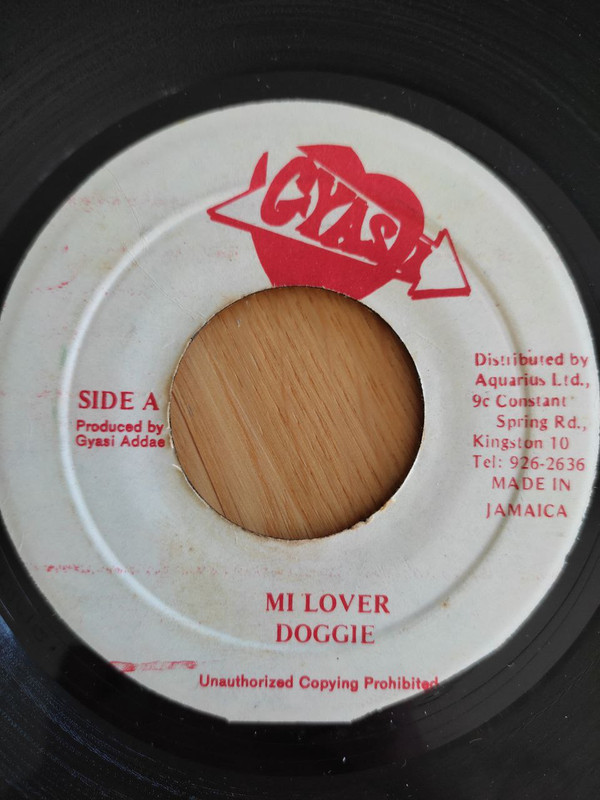 GYASI
SIDE A
Produced by
Gyasi Addae
Distributed by
Aquarius Ltd.,
9c Constant
Spring Rd.,
Kingston 10
Tel: 926-2636
MADE IN
JAMAICA
MI LOVER
DOGGIE
Unauthorized Copying Prohibited